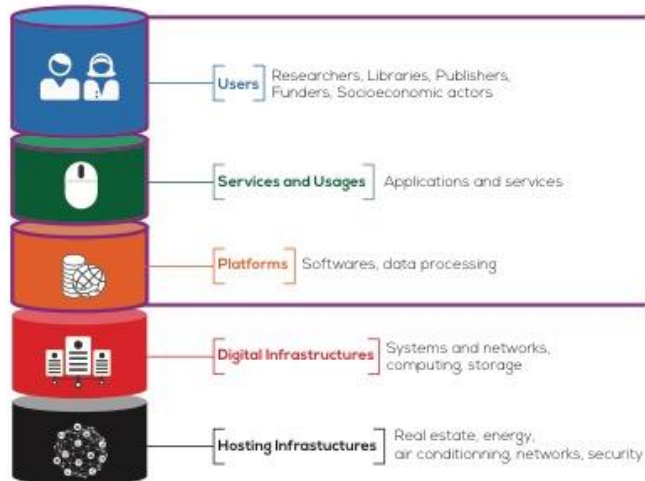 Users
Researchers, Libraries, Publishers,
Funders, Socioeconomic actors
Services and Usages
Applications and services
Platforms
Softwares, data processing
Digital Infrastructures
Systems and networks,
computing, storage
Hosting Infrastuctures
Real estate, energy,
air conditionning, networks, security